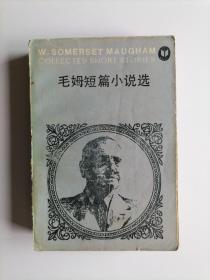 W. SOMERSET MAUGHAM
COLLECTED SHORT STORIES
毛姆短篇小说选